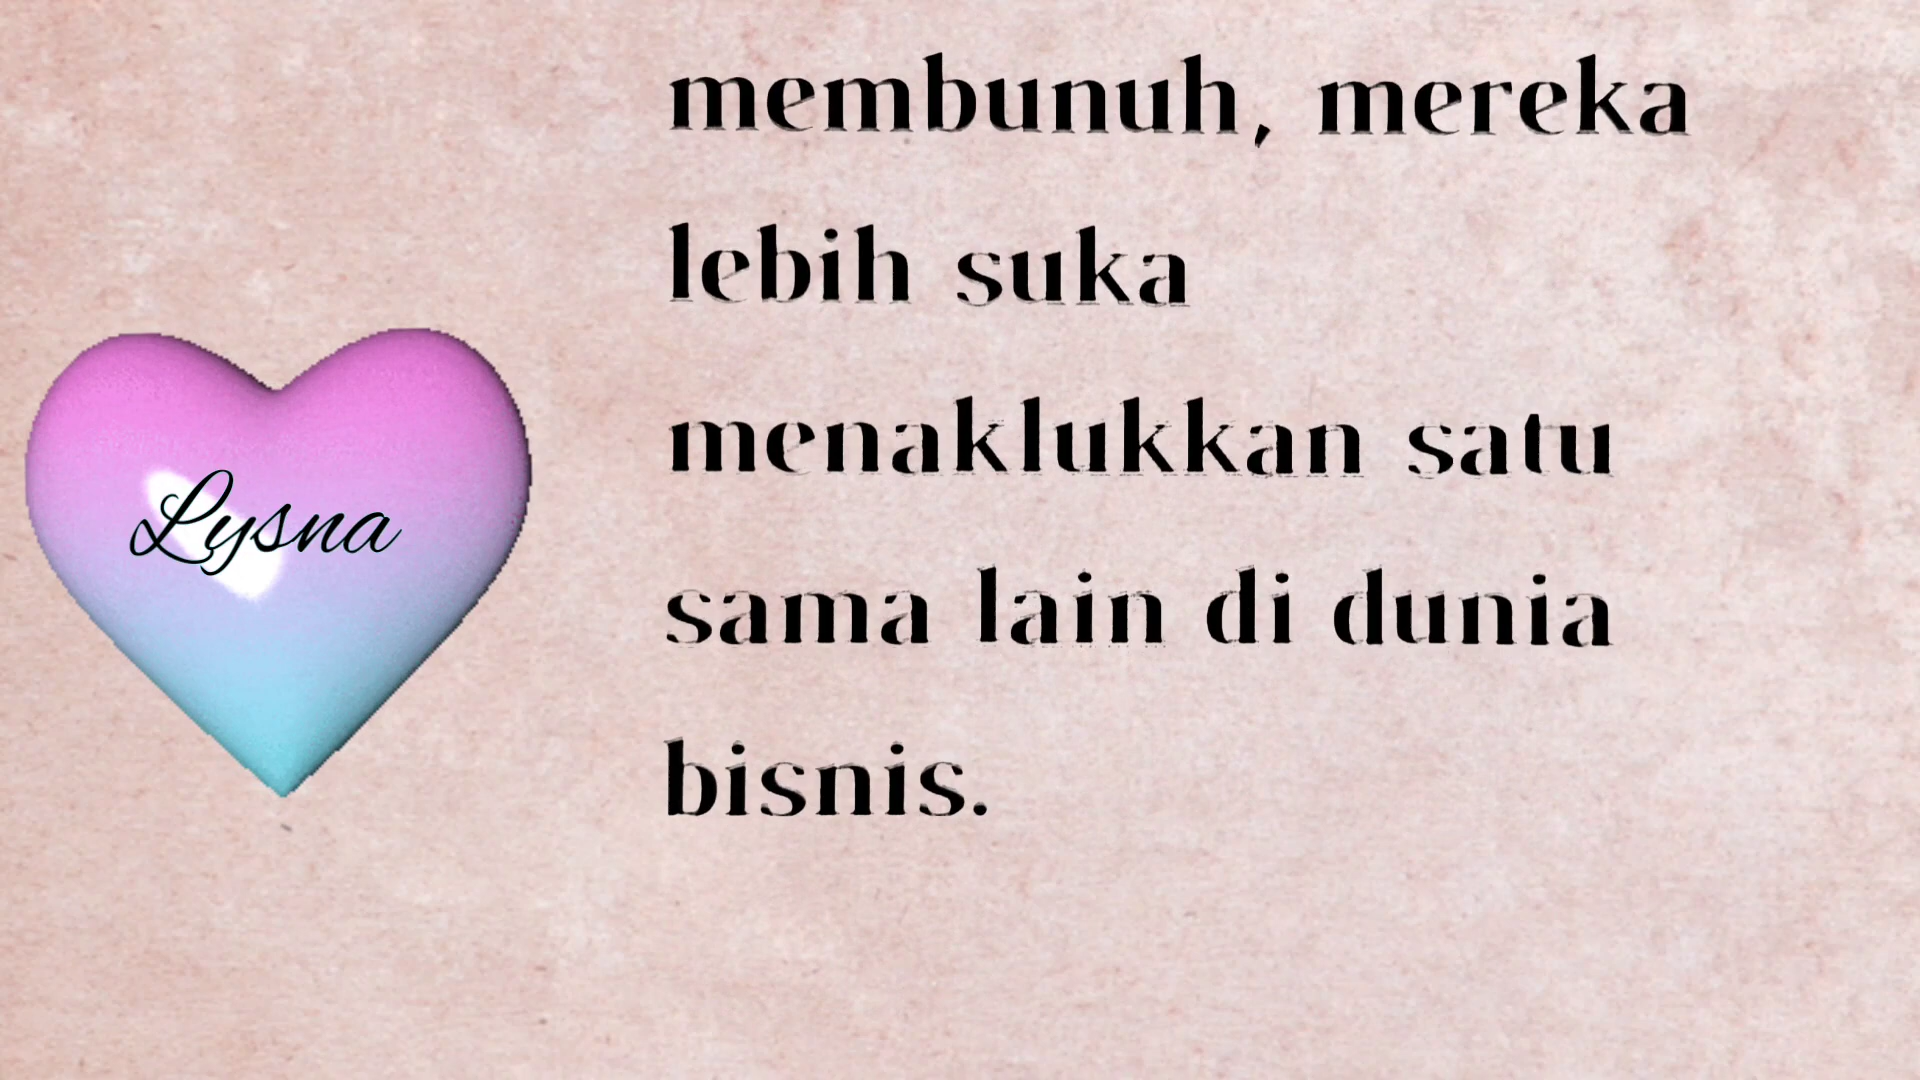 Lysna
membunuh, mereka
lebih suka
menaklukkan satu
sama lain di dunia
bisnis.